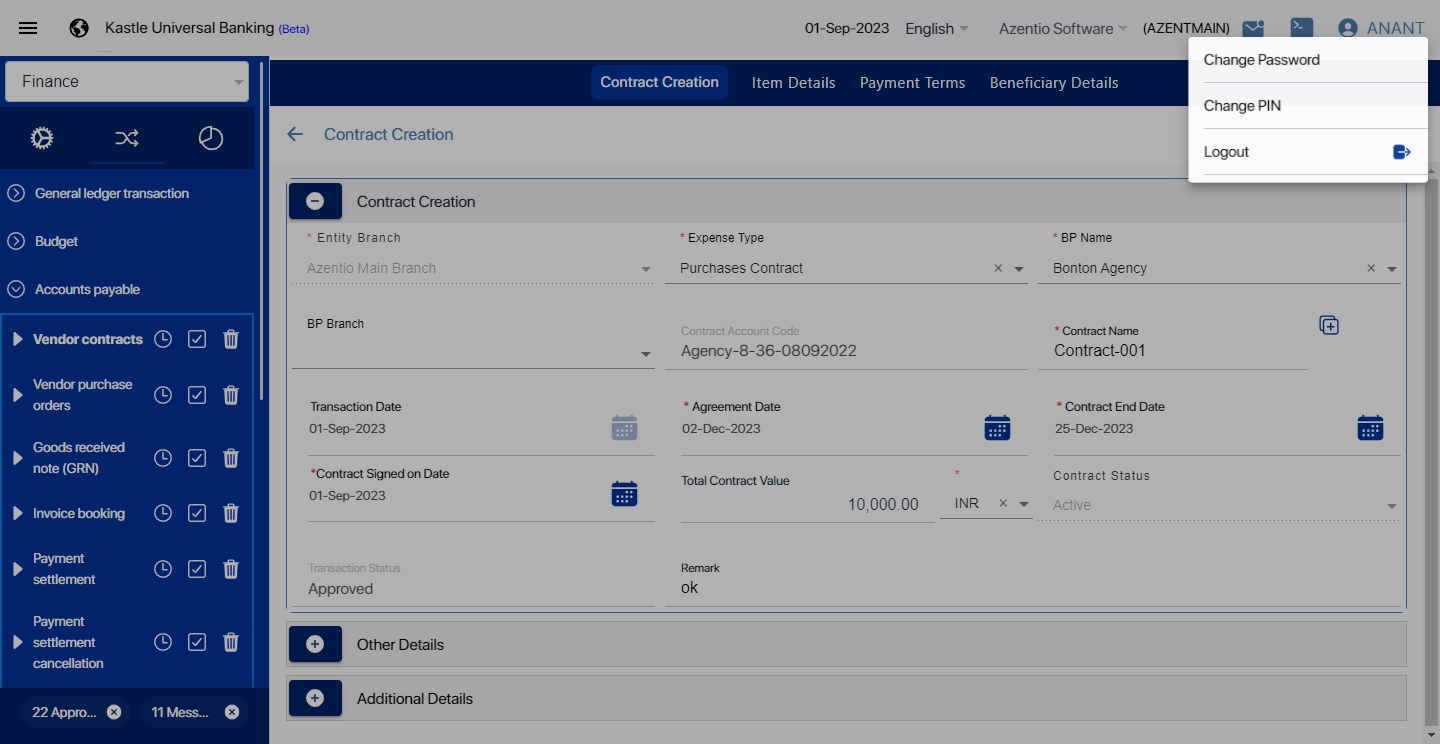 Kastle Universal Banking (Beta)
01-Sep-2023 English Azentio Software (AZENTMAIN) ANANT
Change Password
Change PIN
Logout
Finance
Contract Creation Item Details Payment Terms Beneficiary Details
Contract Creation
General ledger transaction
Budget
Accounts payable
Vendor contracts
Vendor purchase
orders
Goods received
note (GRN)
Invoice booking
Payment
settlement
Payment
settlement
cancellation
22 Appro... 11 Mess...
Contract Creation
* Entity Branch * Expense Type * BP Name
Azentio Main Branch Purchases Contract × Bonton Agency ×
BP Branch Contract Account Code * Contract Name
Agency-8-36-08092022 Contract-001
Transaction Date * Agreement Date * Contract End Date
01-Sep-2023 02-Dec-2023 25-Dec-2023
*Contract Signed on Date Total Contract Value * Contract Status
01-Sep-2023 10,000.00 INR × Active
Transaction Status Remark
Approved ok
Other Details
Additional Details